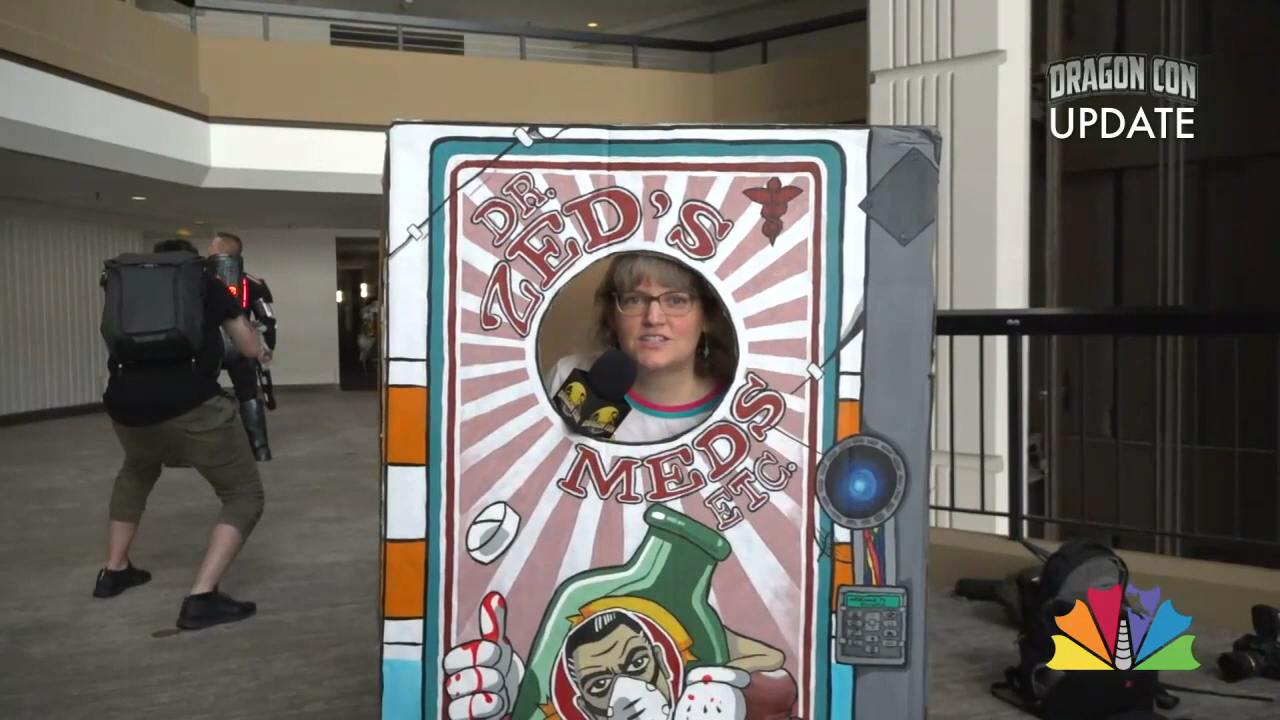 DRAGON CON
UPDATE
DR.
ZED'S
MEDS
ETC.